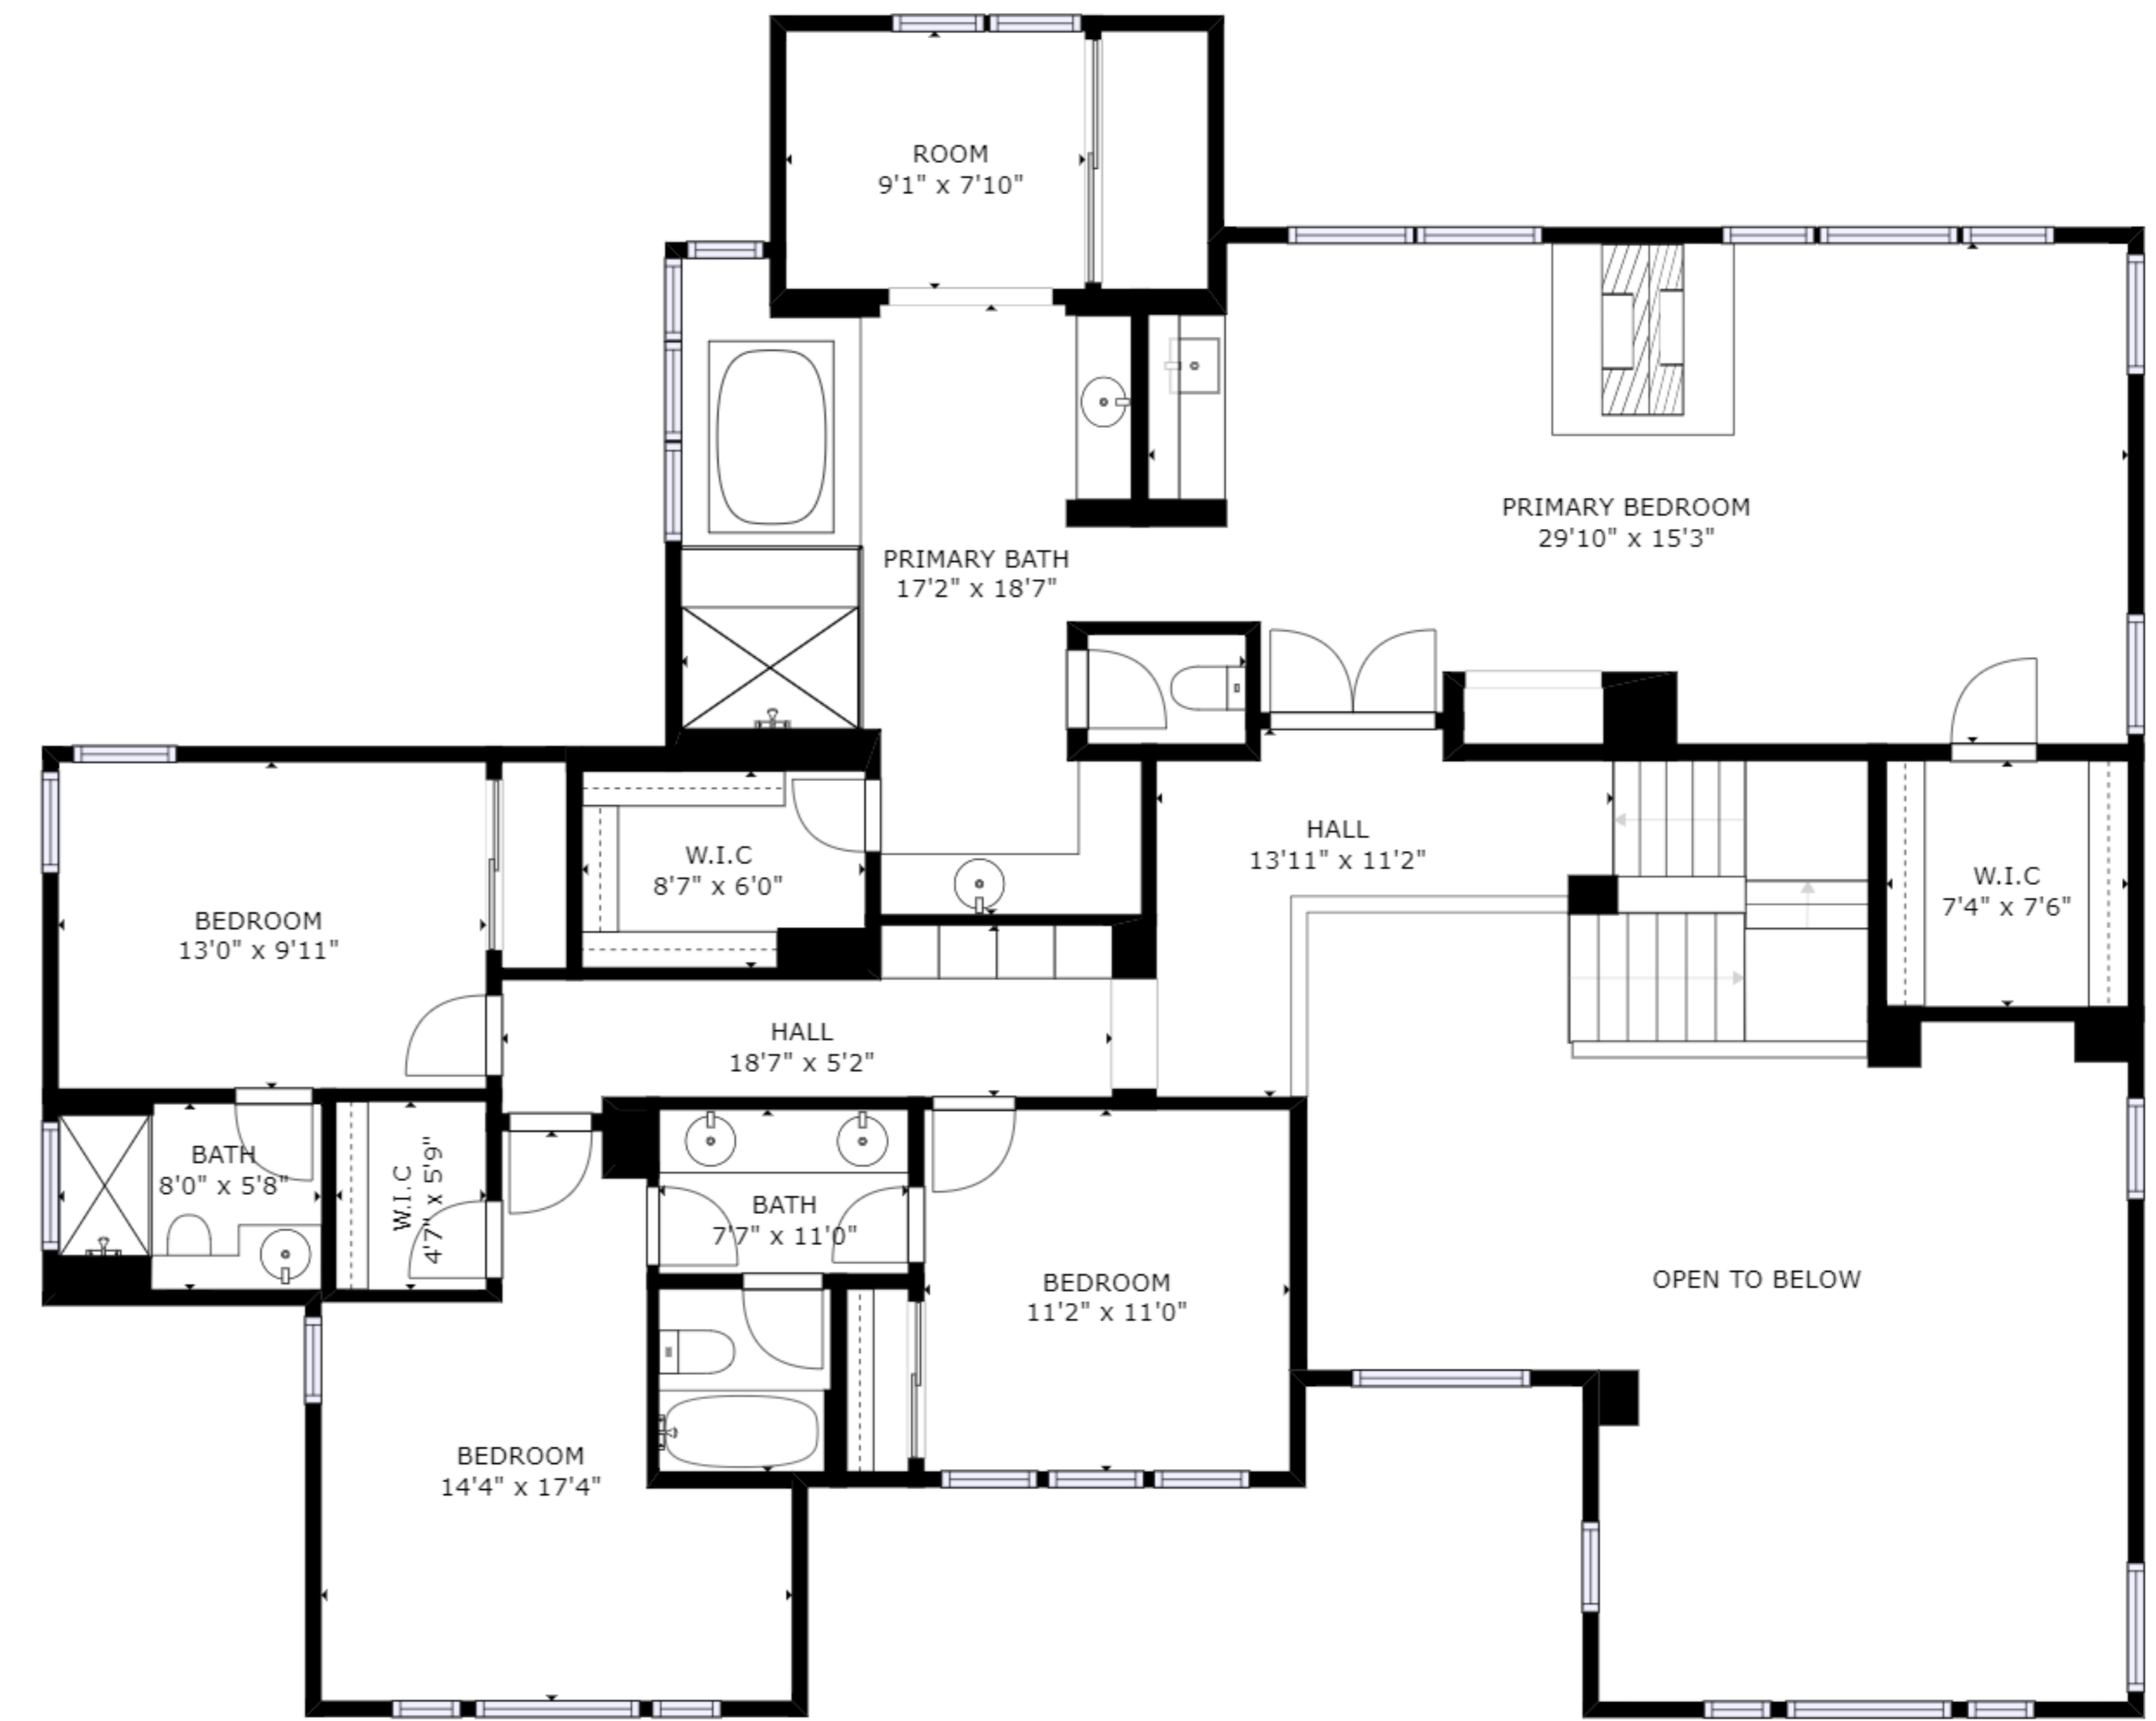 ROOM
9'1" x 7'10"
PRIMARY BEDROOM
29'10" x 15'3"
PRIMARY BATH
17'2" x 18'7"
HALL
13'11" x 11'2"
W.I.C
8'7" x 6'0"
W.I.C
7'4" x 7'6"
BEDROOM
13'0" x 9'11"
HALL
18'7" x 5'2"
BATH
8'0" x 5'8"
W.I.C
4'7" x 5'9"
BATH
7'7" x 11'0"
BEDROOM
11'2" x 11'0"
OPEN TO BELOW
BEDROOM
14'4" x 17'4"